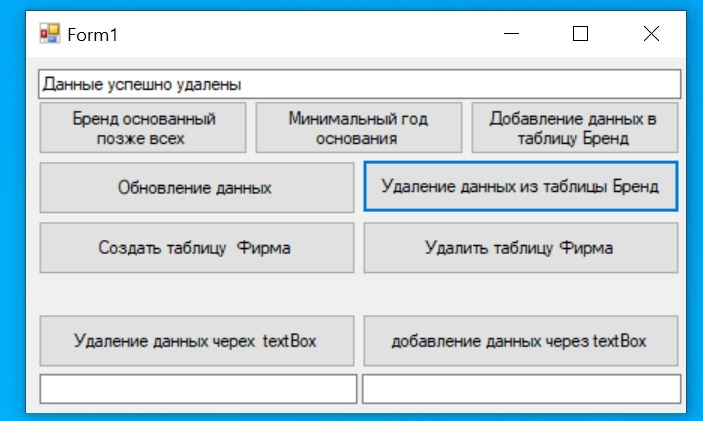 Form1
Данные успешно удалены
Бренд основанный
позже всех
Минимальный год
основания
Добавление данных в
таблицу Бренд
Обновление данных
Удаление данных из таблицы Бренд
Создать таблицу Фирма
Удалить таблицу Фирма
Удаление данных черех textBox
добавление данных через textBox